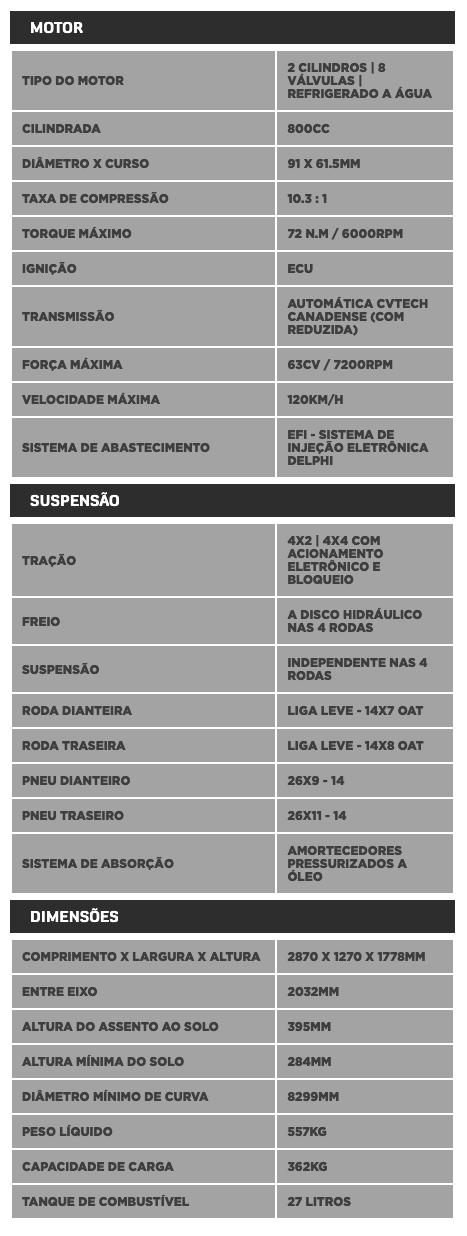 MOTOR
TIPO DO MOTOR
2 CILINDROS | 8
VÁLVULAS |
REFRIGERADO A ÁGUA
CILINDRADA
800CC
DIÂMETRO X CURSO
91 X 61.5MM
TAXA DE COMPRESSÃO
10.3 : 1
TORQUE MÁXIMO
72 N.M / 6000RPM
IGNIÇÃO
ECU
TRANSMISSÃO
AUTOMÁTICA CVTECH
CANADENSE (COM
REDUZIDA)
FORÇA MÁXIMA
63CV / 7200RPM
VELOCIDADE MÁXIMA
120KM/H
SISTEMA DE ABASTECIMENTO
EFI - SISTEMA DE
INJEÇÃO ELETRÔNICA
DELPHI
SUSPENSÃO
TRAÇÃO
4X2 | 4X4 COM
ACIONAMENTO
ELETRÔNICO E
BLOQUEIO
FREIO
A DISCO HIDRÁULICO
NAS 4 RODAS
SUSPENSÃO
INDEPENDENTE NAS 4
RODAS
RODA DIANTEIRA
LIGA LEVE - 14X7 OAT
RODA TRASEIRA
LIGA LEVE - 14X8 OAT
PNEU DIANTEIRO
26X9 - 14
PNEU TRASEIRO
26X11 - 14
SISTEMA DE ABSORÇÃO
AMORTECEDORES
PRESSURIZADOS A
ÓLEO
DIMENSÕES
COMPRIMENTO X LARGURA X ALTURA
2870 X 1270 X 1778MM
ENTRE EIXO
2032MM
ALTURA DO ASSENTO AO SOLO
395MM
ALTURA MÍNIMA DO SOLO
284MM
DIÂMETRO MÍNIMO DE CURVA
8299MM
PESO LÍQUIDO
557KG
CAPACIDADE DE CARGA
362KG
TANQUE DE COMBUSTÍVEL
27 LITROS